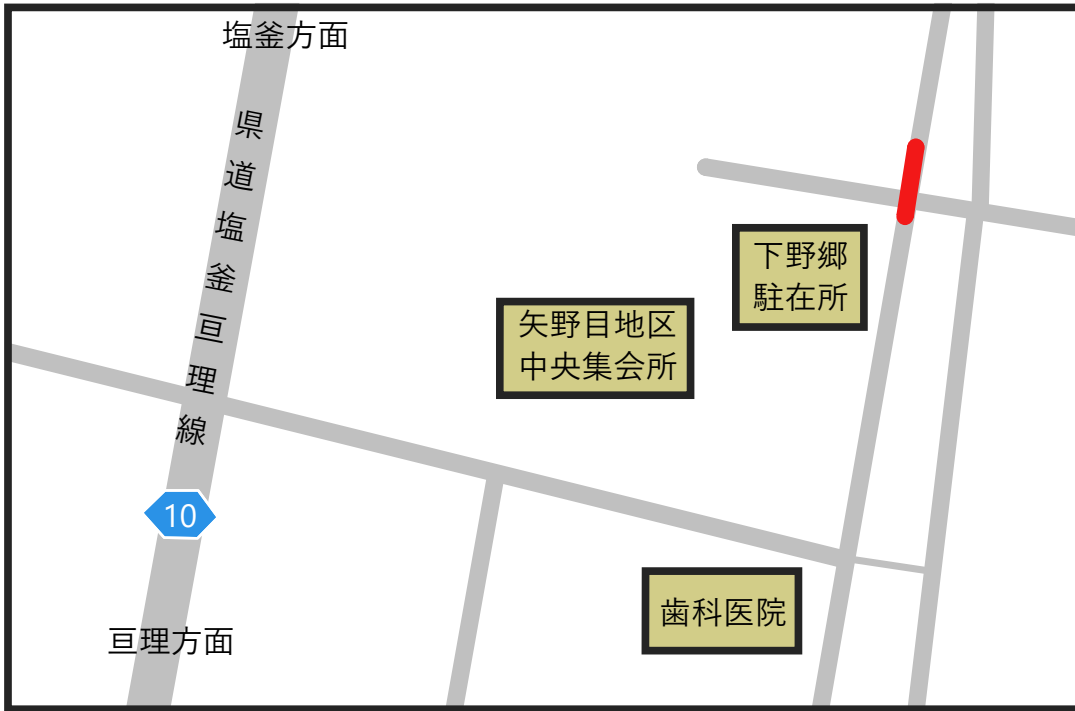 塩釜方面
県道塩釜亘理線
下野郷
駐在所
矢野目地区
中央集会所
10
歯科医院
亘理方面